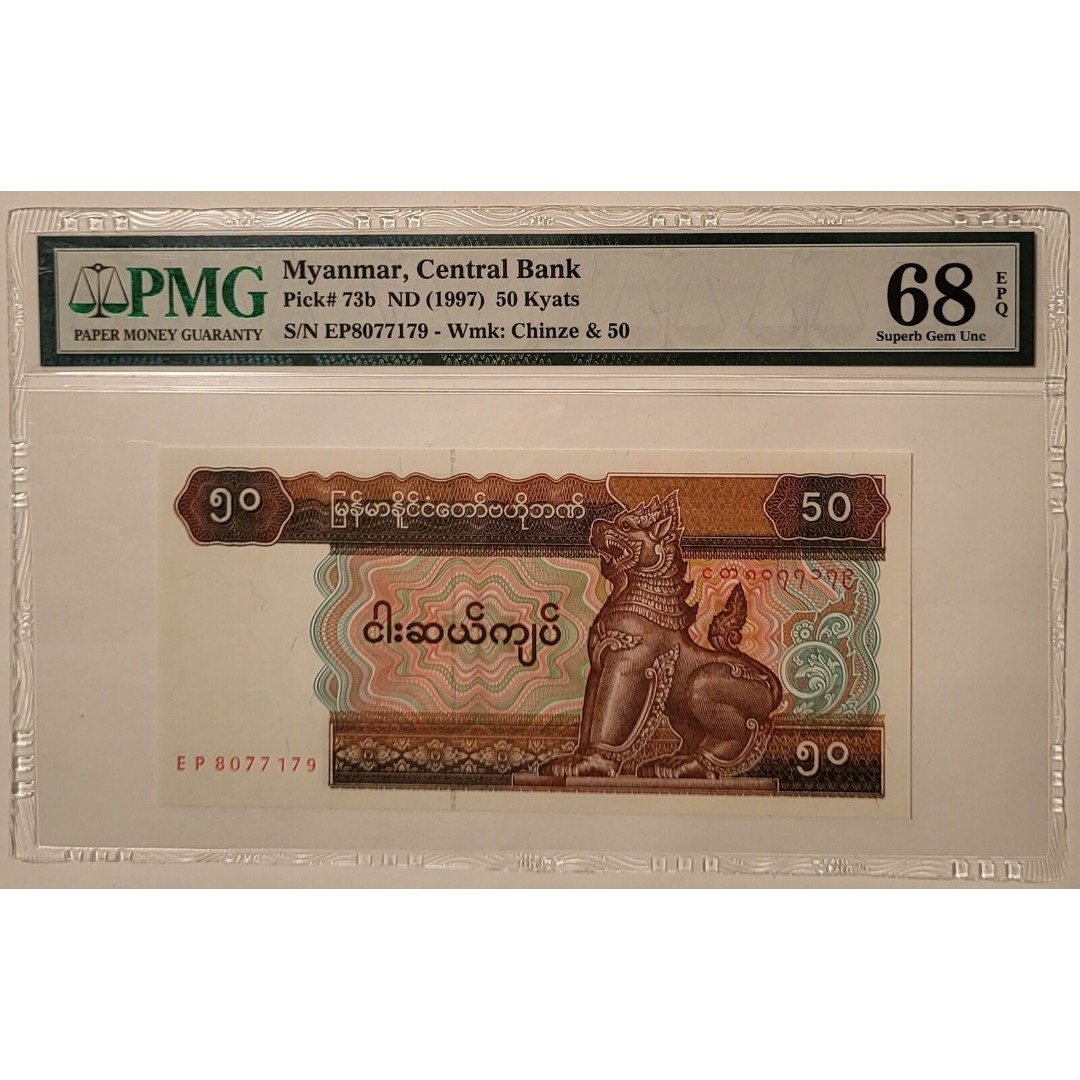 PMG
PAPER MONEY GUARANTY
Myanmar, Central Bank
Pick# 73b ND (1997) 50 Kyats
S/N EP8077179 - Wmk: Chinze & 50
68
EPQ
Superb Gem Unc
၅၀
မြန်မာနိုင်ငံတော်ဗဟိုဘဏ်
50
ငါးဆယ်ကျပ်
EP 8077179
၅၀